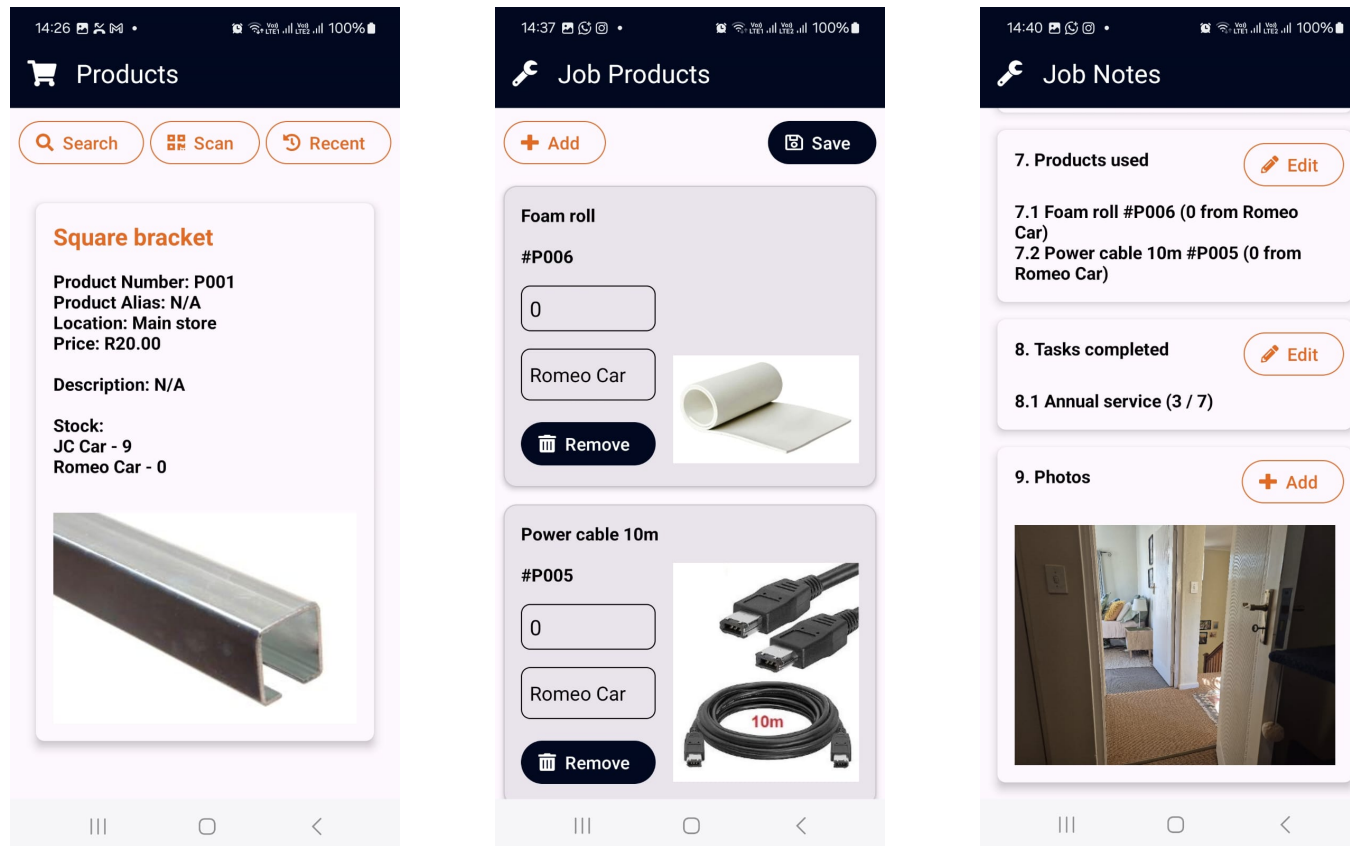 14:26
100%
Products
Search
Scan
Recent
Square bracket
Product Number: P001
Product Alias: N/A
Location: Main store
Price: R20.00
Description: N/A
Stock:
JC Car - 9
Romeo Car - 0
14:37
100%
Job Products
Add
Save
Foam roll
#P006
0
Romeo Car
Remove
Power cable 10m
#P005
0
Romeo Car
Remove
10m
14:40
100%
Job Notes
7. Products used
Edit
7.1 Foam roll #P006 (0 from Romeo
Car)
7.2 Power cable 10m #P005 (0 from
Romeo Car)
8. Tasks completed
Edit
8.1 Annual service (3 / 7)
9. Photos
Add